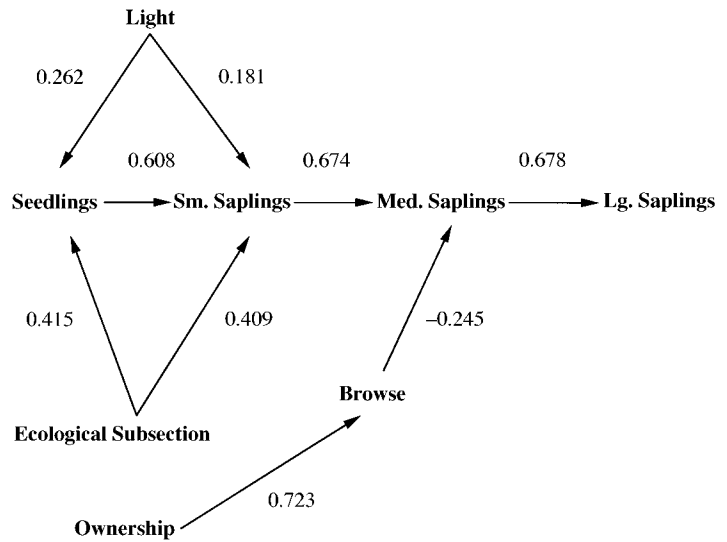 Light
0.262 0.181
0.608 0.674 0.678
Seedlings Sm. Saplings Med. Saplings Lg. Saplings
0.415 0.409 −0.245
Browse
Ecological Subsection
0.723
Ownership